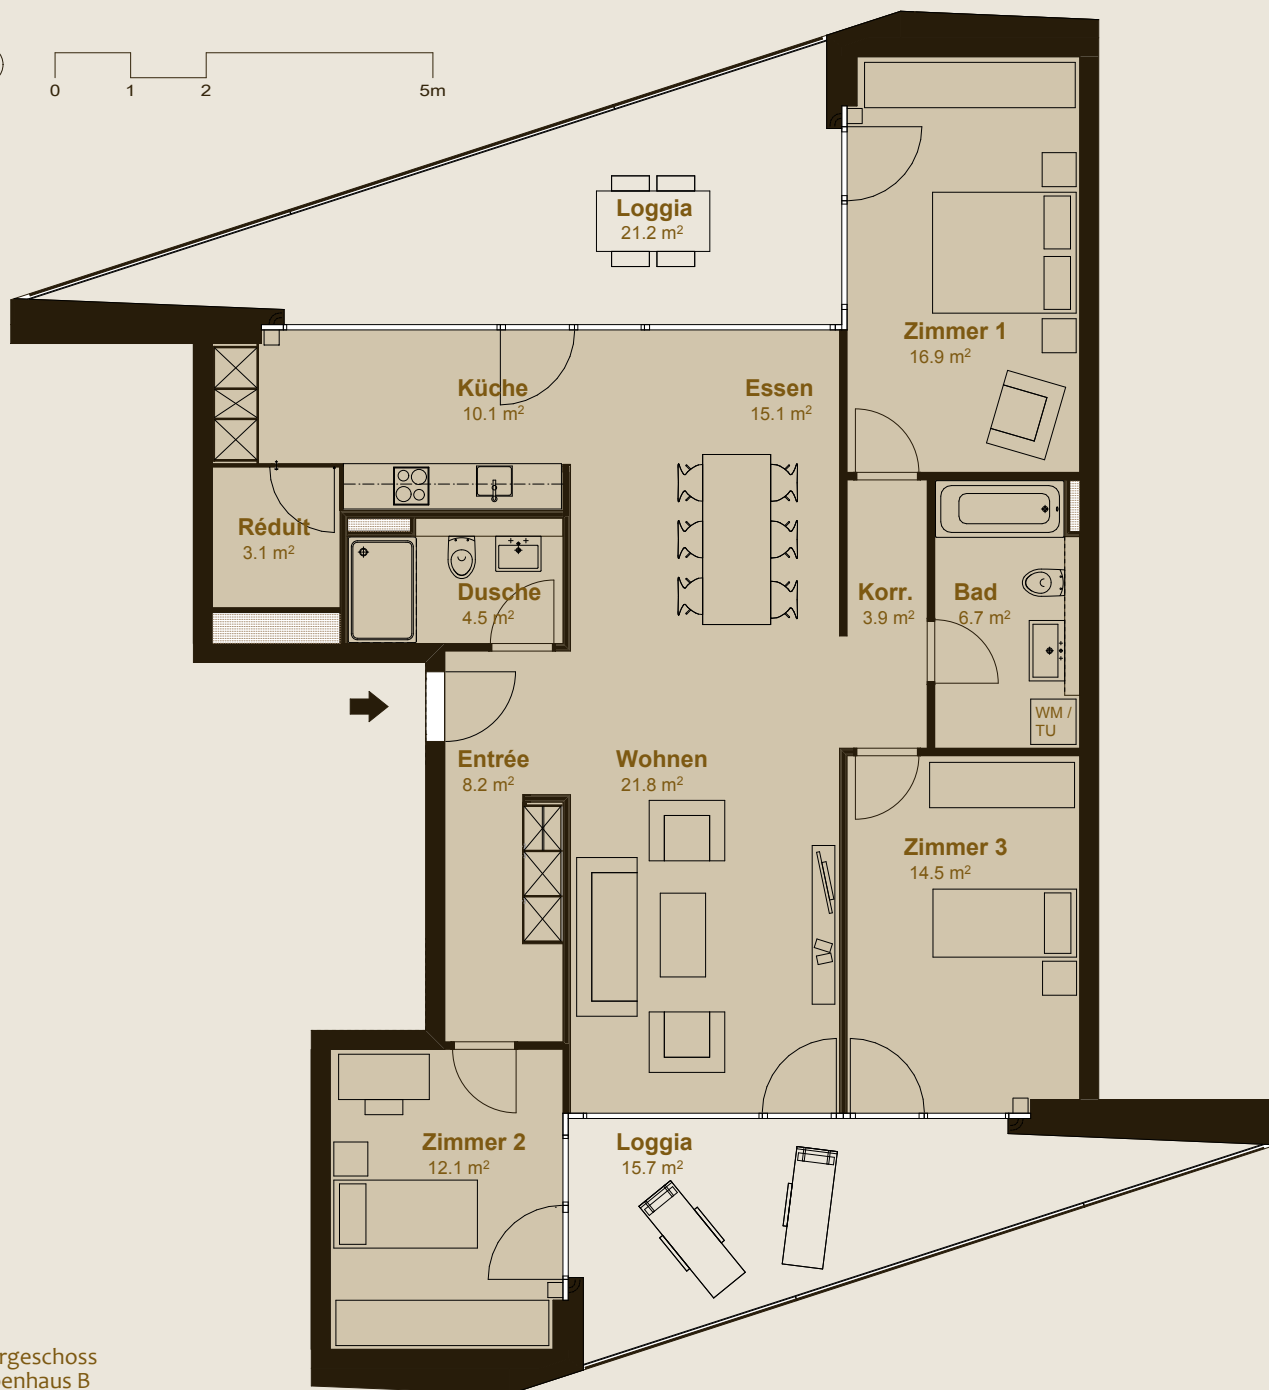 0 1 2 5m
Loggia
21.2 m²
Zimmer 1
16.9 m²
Küche
10.1 m²
Essen
15.1 m²
Réduit
3.1 m²
Dusche
4.5 m²
Korr.
3.9 m²
Bad
6.7 m²
WM /
TU
Entrée
8.2 m²
Wohnen
21.8 m²
Zimmer 3
14.5 m²
Zimmer 2
12.1 m²
Loggia
15.7 m²
rgeschoss
enhaus B